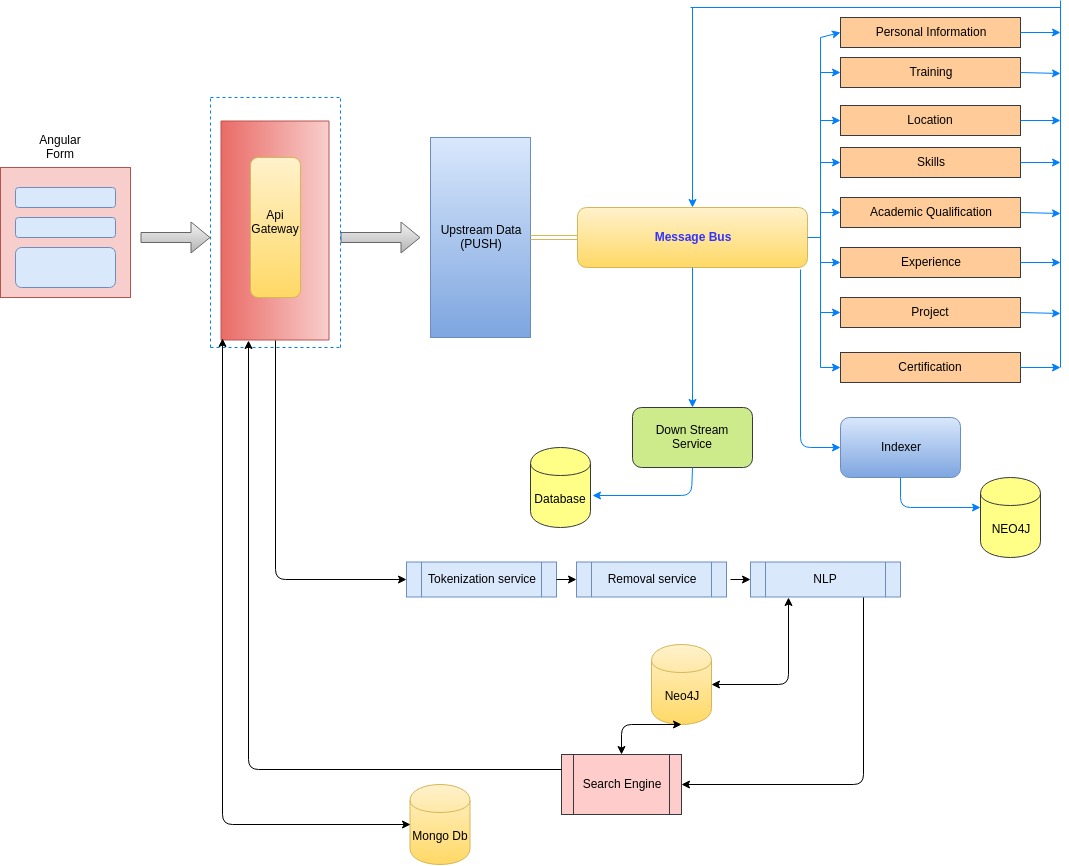 Angular
Form
Api
Gateway
Upstream Data
(PUSH)
Message Bus
Personal Information
Training
Location
Skills
Academic Qualification
Experience
Project
Certification
Down Stream
Service
Database
Indexer
NEO4J
Tokenization service
Removal service
NLP
Neo4J
Search Engine
Mongo Db